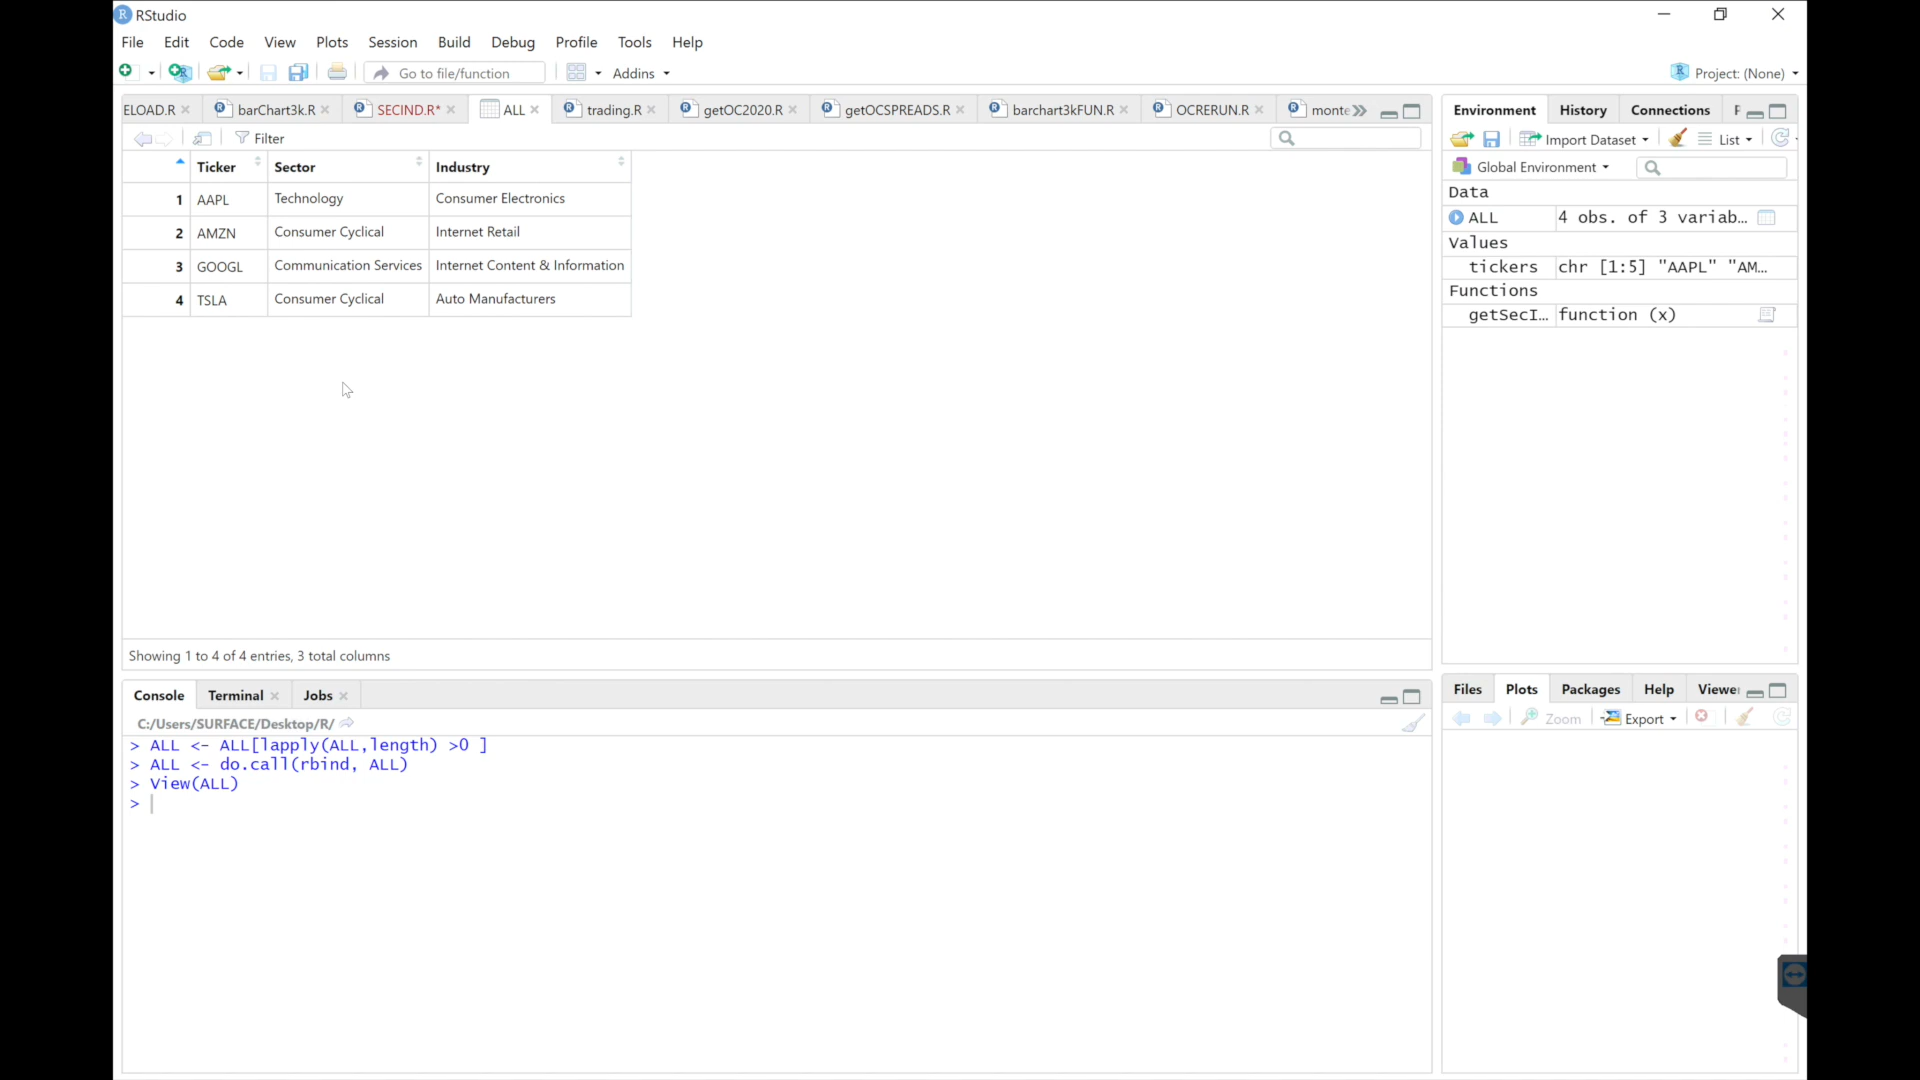 RStudio
File Edit Code View Plots Session Build Debug Profile Tools Help
Go to file/function Addins Project: (None)
ELOAD.R barChart3k.R SECIND.R* ALL trading.R getOC2020.R getOCSPREADS.R barchart3kFUN.R OCRERUN.R monte
Filter
Ticker Sector Industry
1 AAPL Technology Consumer Electronics
2 AMZN Consumer Cyclical Internet Retail
3 GOOGL Communication Services Internet Content & Information
4 TSLA Consumer Cyclical Auto Manufacturers
Showing 1 to 4 of 4 entries, 3 total columns
Console Terminal Jobs
C:/Users/SURFACE/Desktop/R/
> ALL <- ALL[lapply(ALL,length) >0 ]
> ALL <- do.call(rbind, ALL)
> View(ALL)
>
Environment History Connections
Import Dataset List
Global Environment
Data
ALL 4 obs. of 3 variab…
Values
tickers chr [1:5] "AAPL" "AM…
Functions
getSecI… function (x)
Files Plots Packages Help Viewe
Zoom Export